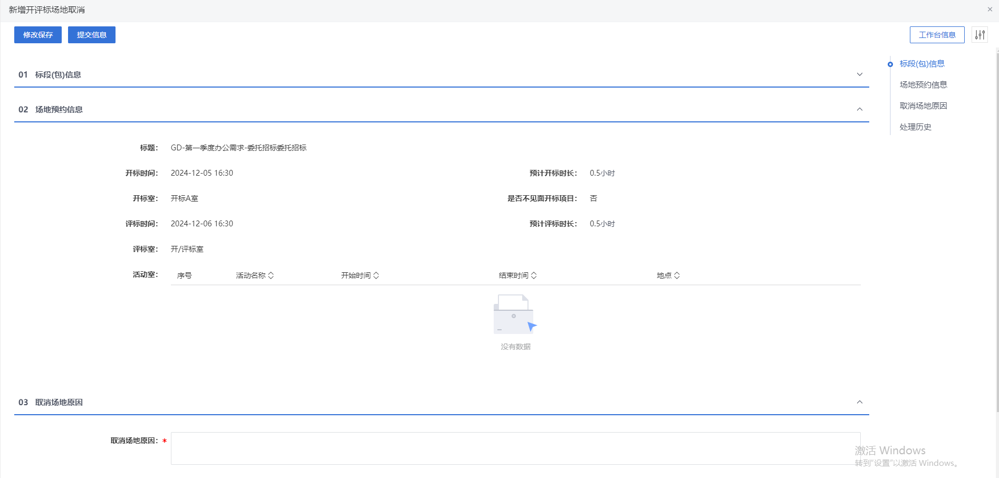 新增开评标场地取消
修改保存 提交信息 工作台信息
01 标段(包)信息
02 场地预约信息
标题： GD-第一季度办公需求-委托招标委托招标
开标时间： 2024-12-05 16:30 预计开标时长： 0.5小时
开标室： 开标A室 是否不见面开标项目： 否
评标时间： 2024-12-06 16:30 预计评标时长： 0.5小时
评标室： 开/评标室
活动室： 序号 活动名称 开始时间 结束时间 地点
没有数据
03 取消场地原因
取消场地原因：*
标段(包)信息
场地预约信息
取消场地原因
处理历史
激活 Windows
转到"设置"以激活 Windows。